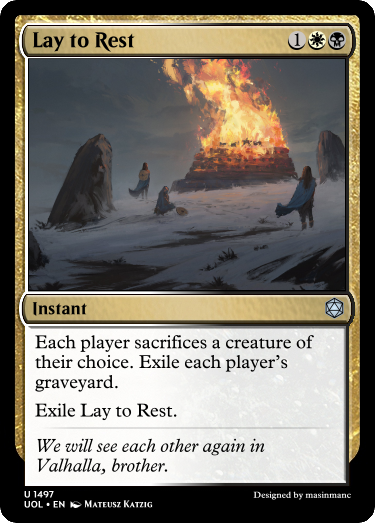 Lay to Rest 1
Instant
Each player sacrifices a creature of
their choice. Exile each player's
graveyard.
Exile Lay to Rest.
We will see each other again in
Valhalla, brother.
U 1497
UOL • EN Mateusz Katzig
Designed by masinmanc